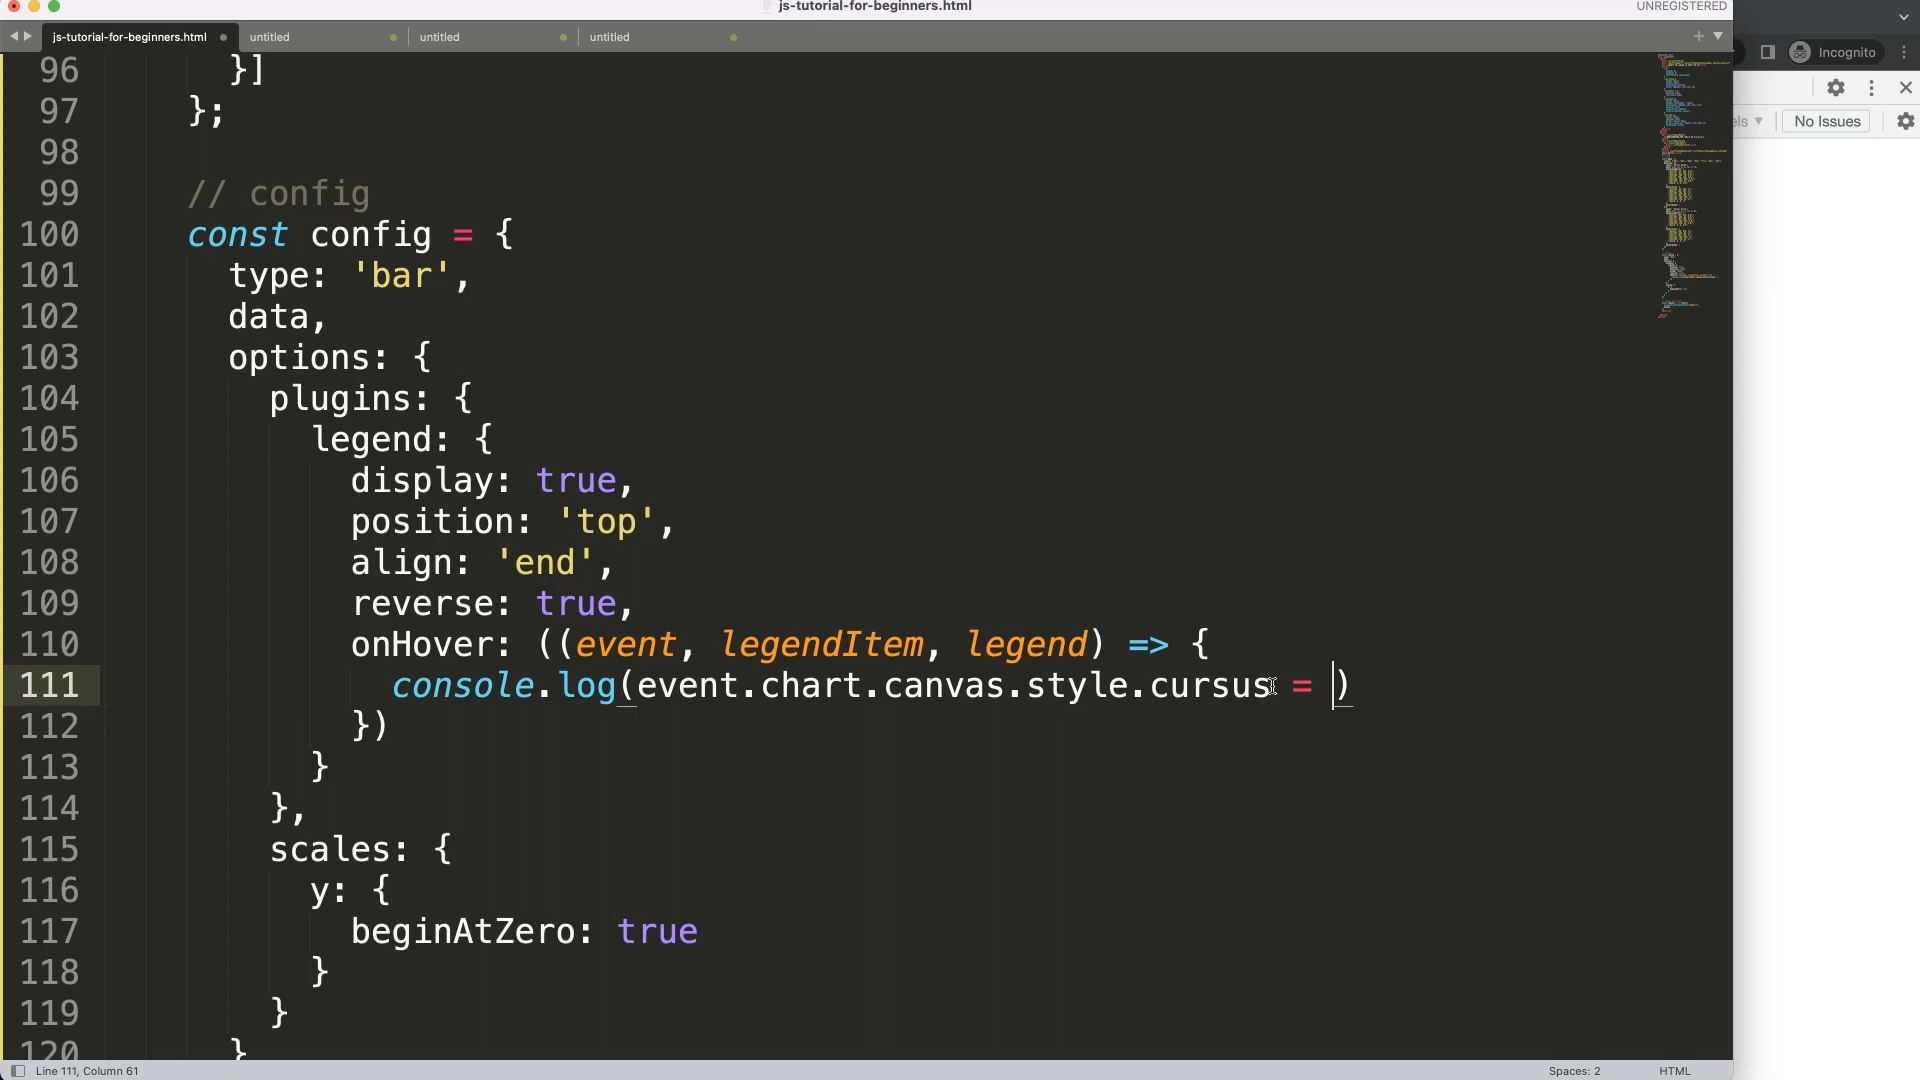 js-tutorial-for-beginners.html
UNREGISTERED
js-tutorial-for-beginners.html
untitled
untitled
untitled
Incognito
No Issues
96 }]
97 };
98
99 // config
100 const config = {
101 type: 'bar',
102 data,
103 options: {
104 plugins: {
105 legend: {
106 display: true,
107 position: 'top',
108 align: 'end',
109 reverse: true,
110 onHover: ((event, legendItem, legend) => {
111 console.log(event.chart.canvas.style.cursus = )
112 })
113 }
114 },
115 scales: {
116 y: {
117 beginAtZero: true
118 }
119 }
120 }
Line 111, Column 61
Spaces: 2
HTML